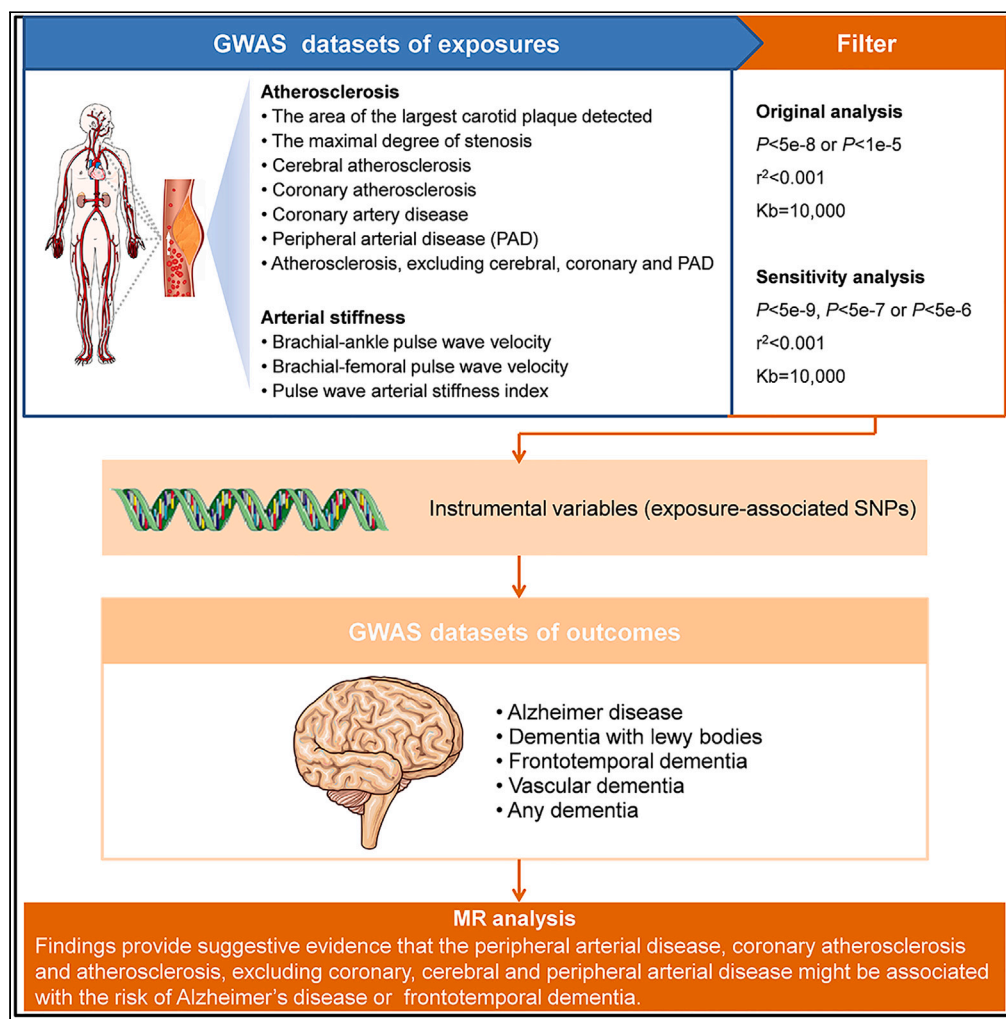 GWAS datasets of exposures
Filter
Atherosclerosis
• The area of the largest carotid plaque detected
• The maximal degree of stenosis
• Cerebral atherosclerosis
• Coronary atherosclerosis
• Coronary artery disease
• Peripheral arterial disease (PAD)
• Atherosclerosis, excluding cerebral, coronary and PAD
Arterial stiffness
• Brachial-ankle pulse wave velocity
• Brachial-femoral pulse wave velocity
• Pulse wave arterial stiffness index
Original analysis
P<5e-8 or P<1e-5
r²<0.001
Kb=10,000
Sensitivity analysis
P<5e-9, P<5e-7 or P<5e-6
r²<0.001
Kb=10,000
Instrumental variables (exposure-associated SNPs)
GWAS datasets of outcomes
• Alzheimer disease
• Dementia with lewy bodies
• Frontotemporal dementia
• Vascular dementia
• Any dementia
MR analysis
Findings provide suggestive evidence that the peripheral arterial disease, coronary atherosclerosis
and atherosclerosis, excluding coronary, cerebral and peripheral arterial disease might be associated
with the risk of Alzheimer's disease or frontotemporal dementia.